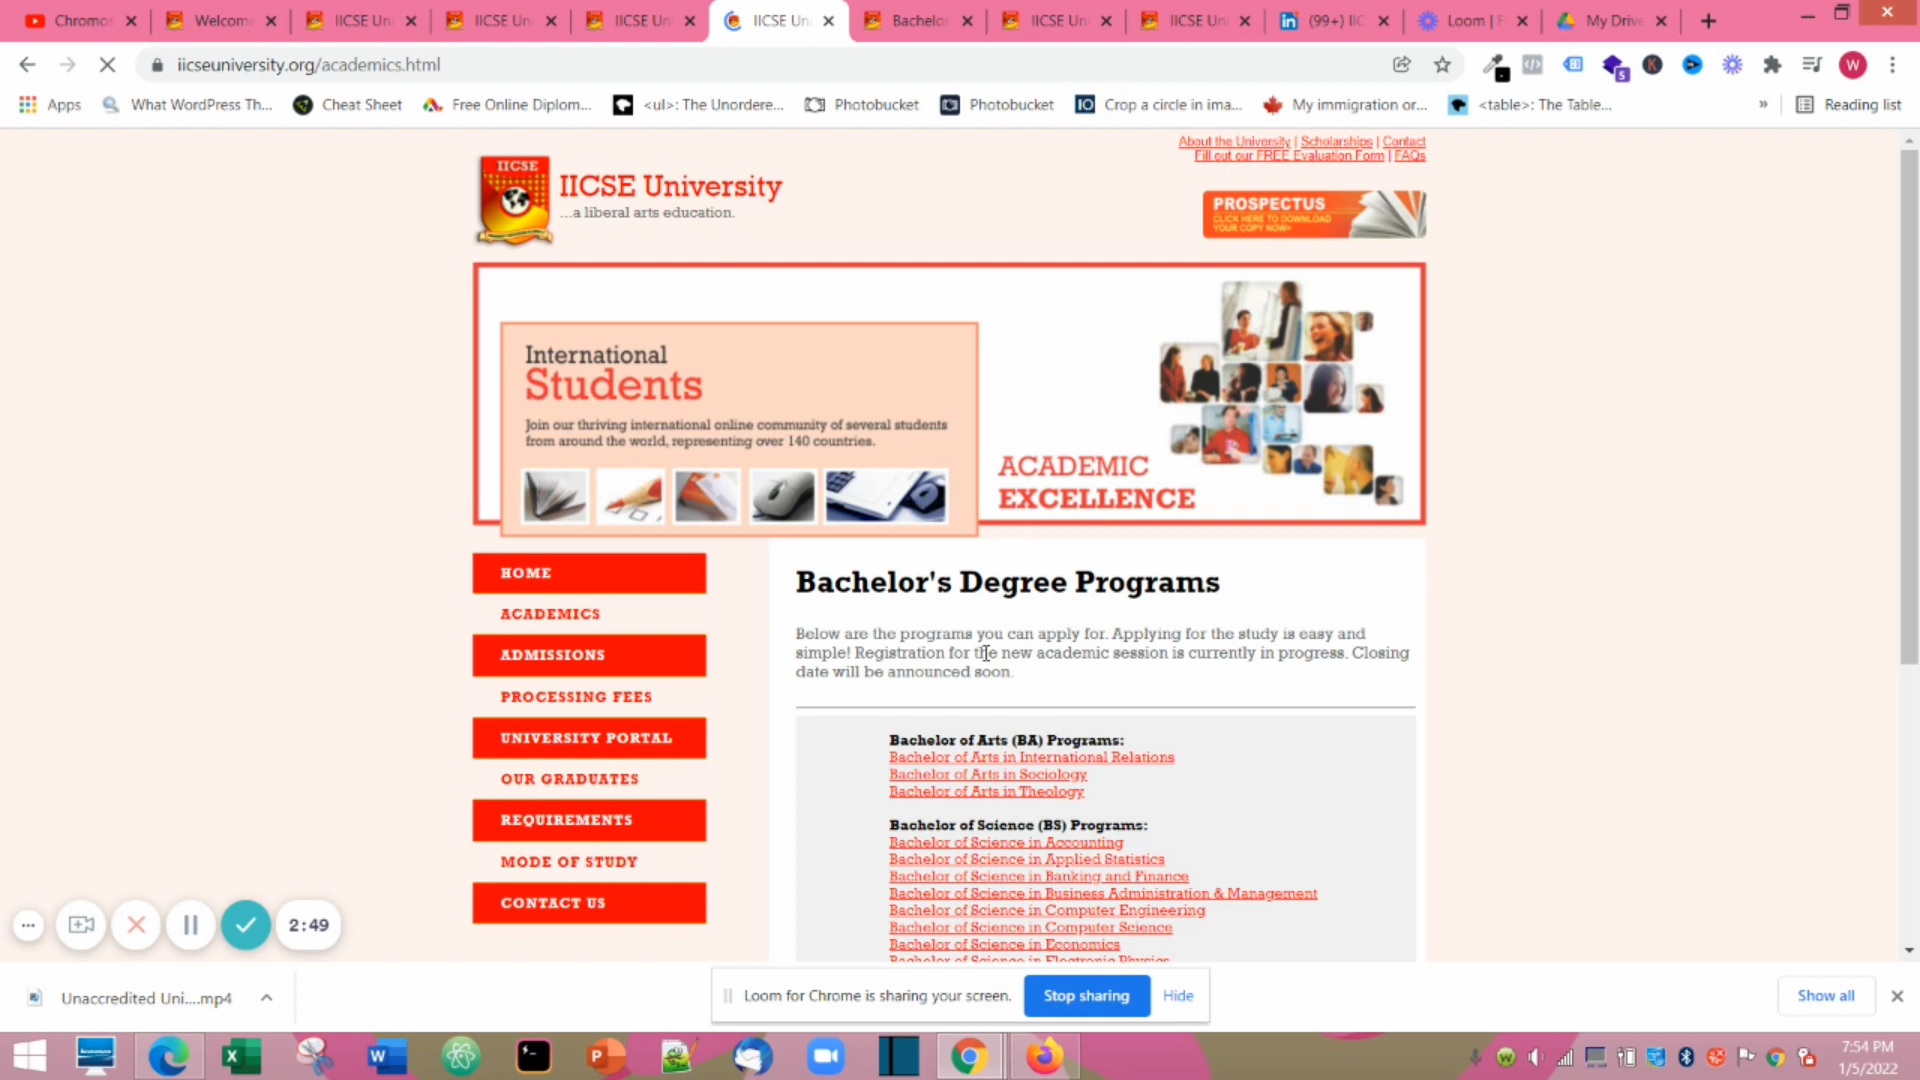 Chromos
Welcom
IICSE Uni
IICSE Uni
IICSE Un
IICSE Un
Bachelor
IICSE Un
IICSE Un
(99+) IIC
Loom | F
My Drive
iicseuniversity.org/academics.html
Apps
What WordPress Th...
Cheat Sheet
Free Online Diplom...
<ul>: The Unordere...
Photobucket
Photobucket
Crop a circle in ima...
My immigration or...
<table>: The Table...
»
Reading list
About the University | Scholarships | Contact
Fill out our FREE Evaluation Form | FAQs
IICSE
IICSE University
...a liberal arts education.
PROSPECTUS
CLICK HERE TO DOWNLOAD
YOUR COPY NOW>
International
Students
Join our thriving international online community of several students
from around the world, representing over 140 countries.
ACADEMIC
EXCELLENCE
HOME
ACADEMICS
ADMISSIONS
PROCESSING FEES
UNIVERSITY PORTAL
OUR GRADUATES
REQUIREMENTS
MODE OF STUDY
CONTACT US
Bachelor's Degree Programs
Below are the programs you can apply for. Applying for the study is easy and
simple! Registration for the new academic session is currently in progress. Closing
date will be announced soon.
Bachelor of Arts (BA) Programs:
Bachelor of Arts in International Relations
Bachelor of Arts in Sociology
Bachelor of Arts in Theology
Bachelor of Science (BS) Programs:
Bachelor of Science in Accounting
Bachelor of Science in Applied Statistics
Bachelor of Science in Banking and Finance
Bachelor of Science in Business Administration & Management
Bachelor of Science in Computer Engineering
Bachelor of Science in Computer Science
Bachelor of Science in Economics
Bachelor of Science in Electronic Physics
2:49
Unaccredited Uni....mp4
Loom for Chrome is sharing your screen.
Stop sharing
Hide
Show all
7:54 PM
1/5/2022